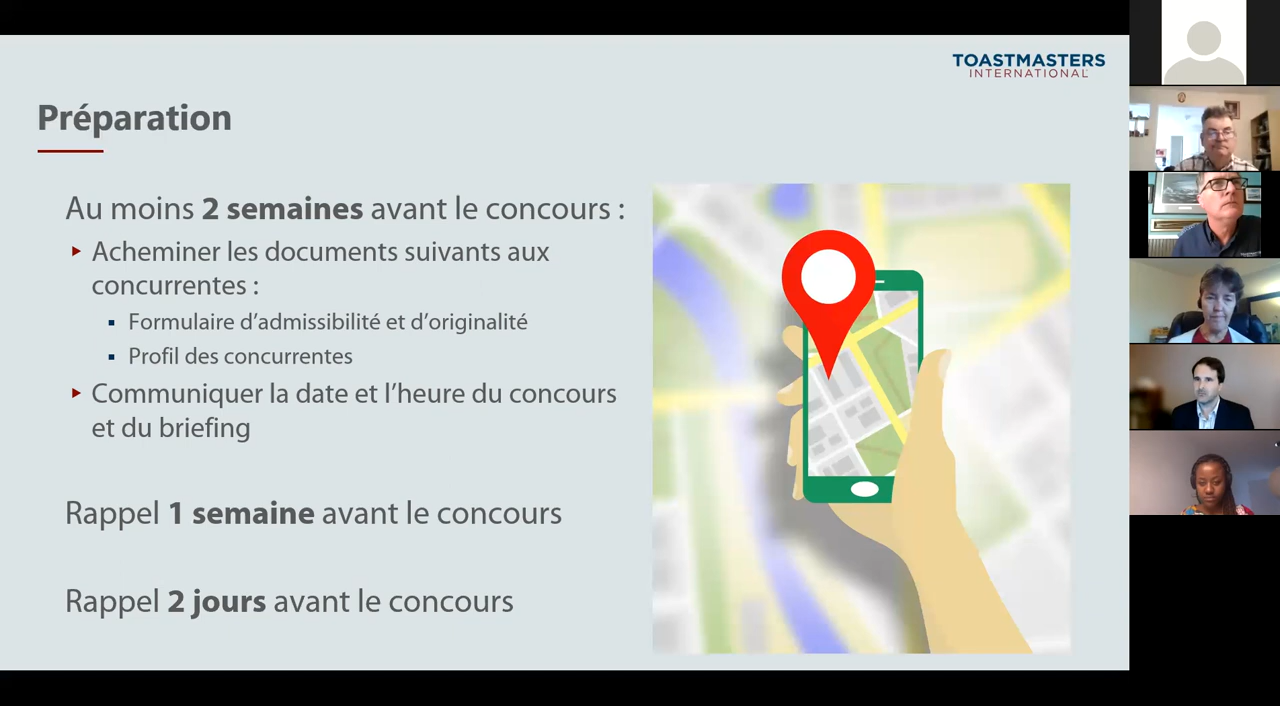 TOASTMASTERS
INTERNATIONAL
Préparation
Au moins 2 semaines avant le concours :
Acheminer les documents suivants aux
concurrentes :
Formulaire d’admissibilité et d’originalité
Profil des concurrentes
Communiquer la date et l’heure du concours
et du briefing
Rappel 1 semaine avant le concours
Rappel 2 jours avant le concours